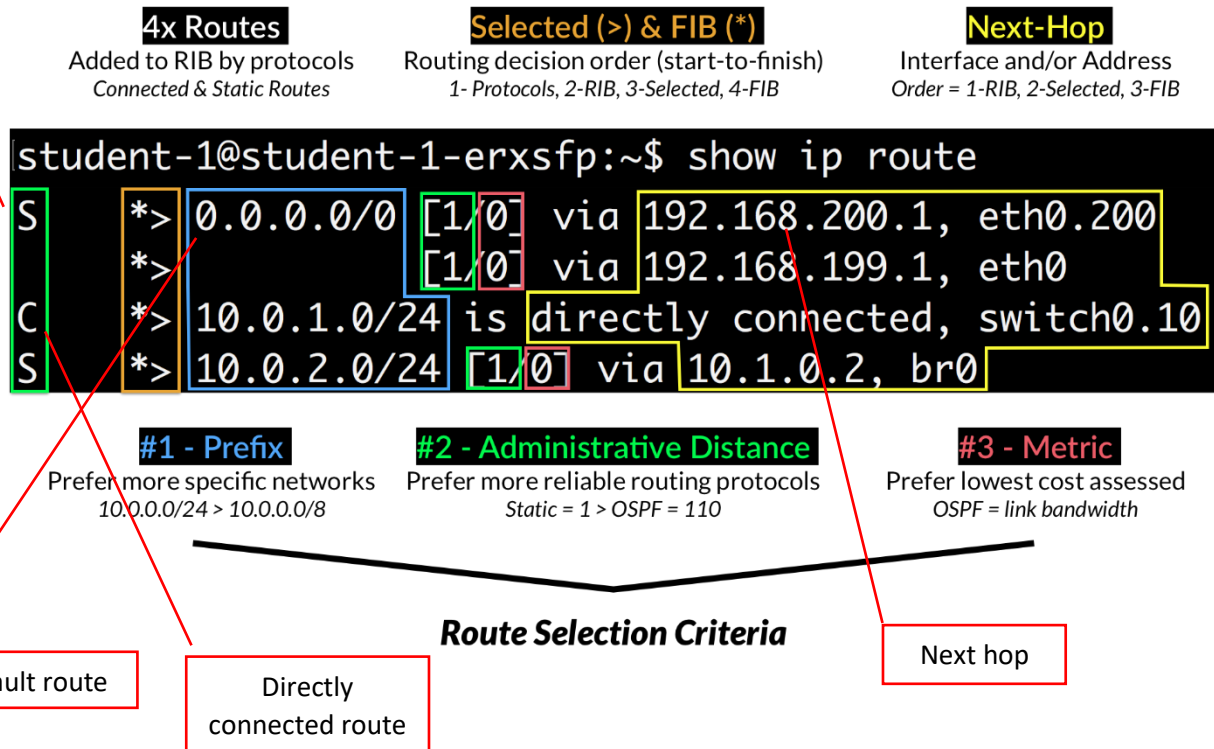 4x Routes
Added to RIB by protocols
Connected & Static Routes
Selected (>) & FIB (*)
Routing decision order (start-to-finish)
1- Protocols, 2-RIB, 3-Selected, 4-FIB
Next-Hop
Interface and/or Address
Order = 1-RIB, 2-Selected, 3-FIB
student-1@student-1-erxsfp:~$ show ip route
S *> 0.0.0.0/0 [1/0] via 192.168.200.1, eth0.200
*> [1/0] via 192.168.199.1, eth0
C *> 10.0.1.0/24 is directly connected, switch0.10
S *> 10.0.2.0/24 [1/0] via 10.1.0.2, br0
#1 - Prefix
Prefer more specific networks
10.0.0.0/24 > 10.0.0.0/8
#2 - Administrative Distance
Prefer more reliable routing protocols
Static = 1 > OSPF = 110
#3 - Metric
Prefer lowest cost assessed
OSPF = link bandwidth
Route Selection Criteria
route
Directly
connected route
Next hop